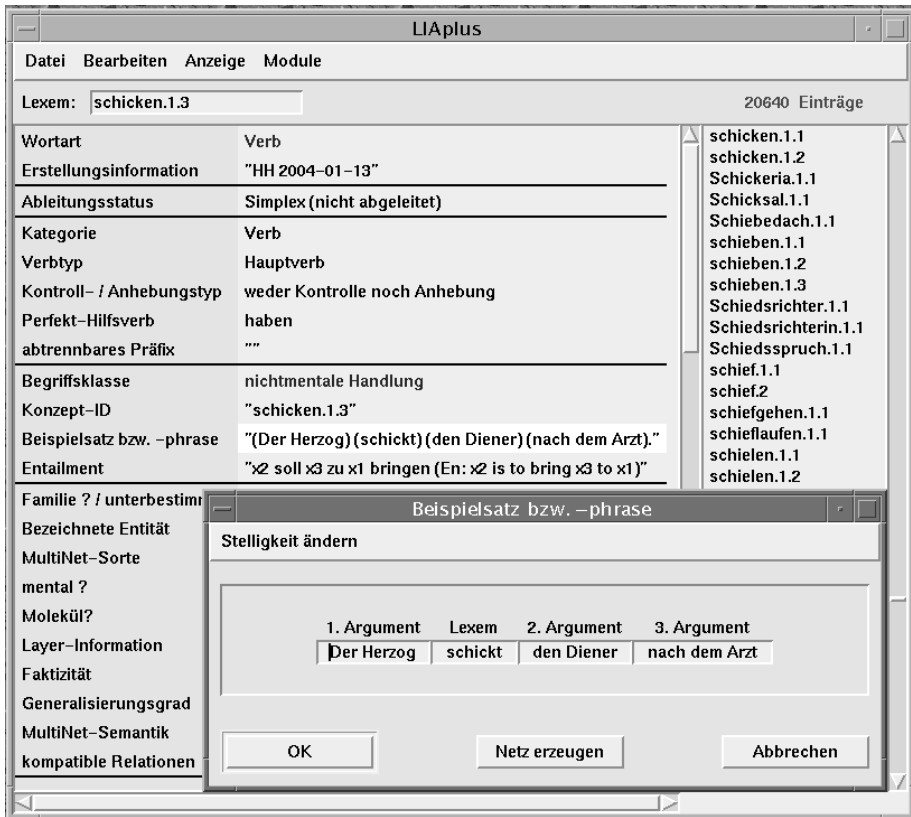 LIAplus
Datei Bearbeiten Anzeige Module
Lexem: schicken.1.3 20640 Einträge
Wortart Verb
Erstellungsinformation "HH 2004-01-13"
Ableitungsstatus Simplex (nicht abgeleitet)
Kategorie Verb
Verbtyp Hauptverb
Kontroll- / Anhebungstyp weder Kontrolle noch Anhebung
Perfekt-Hilfsverb haben
abtrennbares Präfix ""
Begriffsklasse nichtmentale Handlung
Konzept-ID "schicken.1.3"
Beispielsatz bzw. -phrase "(Der Herzog) (schickt) (den Diener) (nach dem Arzt)."
Entailment "x2 soll x3 zu x1 bringen (En: x2 is to bring x3 to x1)"
Familie ? / unterbestimm
Bezeichnete Entität
MultiNet-Sorte
mental ?
Molekül?
Layer-Information
Faktizität
Generalisierungsgrad
MultiNet-Semantik
kompatible Relationen
schicken.1.1
schicken.1.2
Schickeria.1.1
Schicksal.1.1
Schiebedach.1.1
schieben.1.1
schieben.1.2
schieben.1.3
Schiedsrichter.1.1
Schiedsrichterin.1.1
Schiedsspruch.1.1
schief.1.1
schief.2
schiefgehen.1.1
schieflaufen.1.1
schielen.1.1
schielen.1.2
Beispielsatz bzw. -phrase
Stelligkeit ändern
1. Argument Lexem 2. Argument 3. Argument
Der Herzog schickt den Diener nach dem Arzt
OK Netz erzeugen Abbrechen